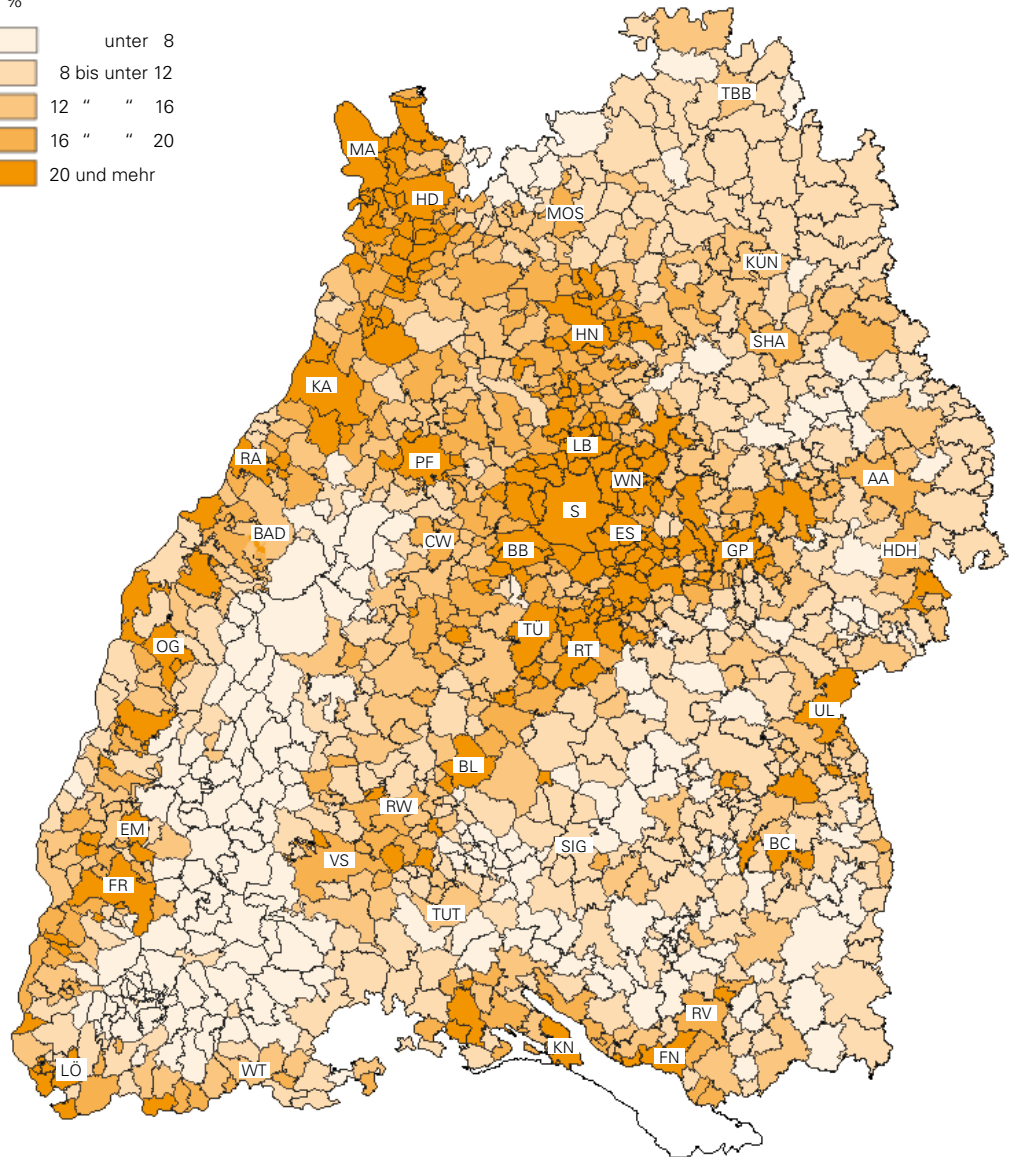 %
unter 8
8 bis unter 12
12 “ “ 16
16 “ “ 20
20 und mehr
TBB
MA
HD
MOS
KÜN
HN
SHA
KA
LB
RA
PF
WN
AA
S
BAD
ES
CW
BB
GP
HDH
TÜ
OG
RT
UL
BL
RW
EM
BC
SIG
VS
FR
TUT
RV
KN
FN
LÖ
WT